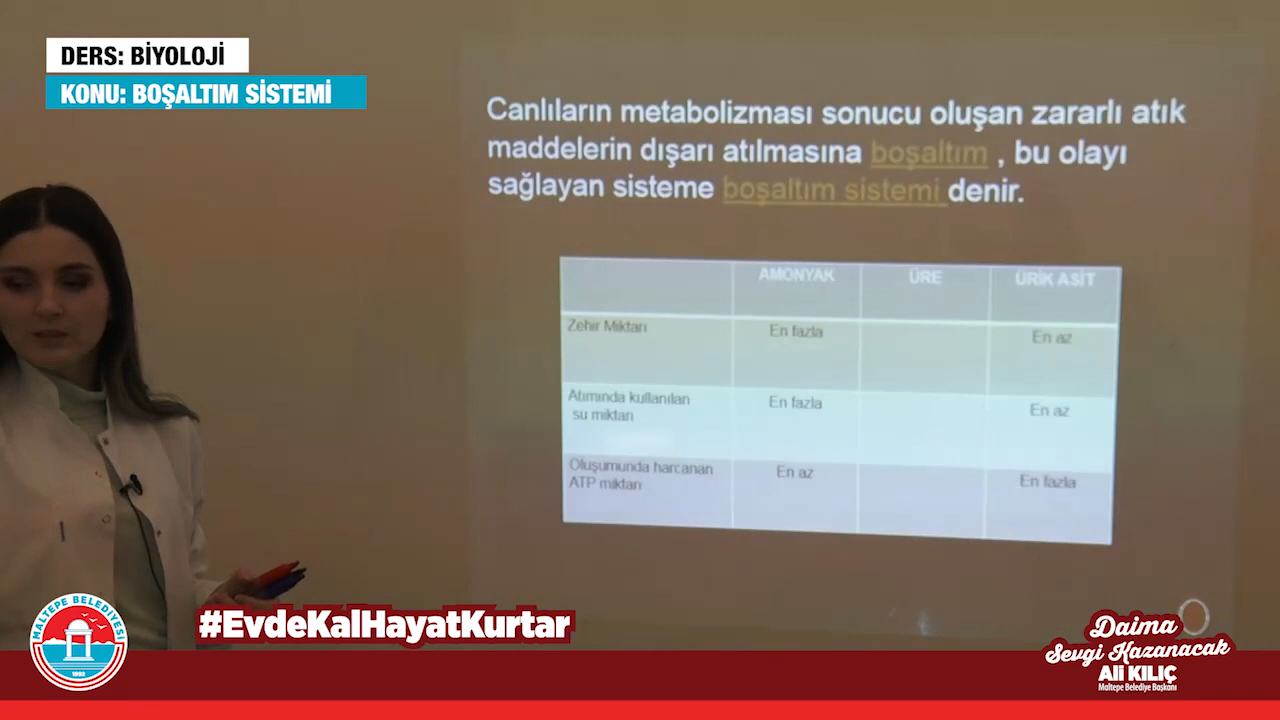 DERS: BİYOLOJİ
KONU: BOŞALTIM SİSTEMİ
Canlıların metabolizması sonucu oluşan zararlı atık
maddelerin dışarı atılmasına boşaltım , bu olayı
sağlayan sisteme boşaltım sistemi denir.
AMONYAK ÜRE ÜRİK ASİT
Zehir Miktarı En fazla En az
Atımında kullanılan
su miktarı En fazla En az
Oluşumunda harcanan
ATP miktarı En az En fazla
#EvdeKalHayatKurtar
MALTEPE BELEDİYESİ
1992
Daima
Sevgi Kazanacak
Ali KILIÇ
Maltepe Belediye Başkanı